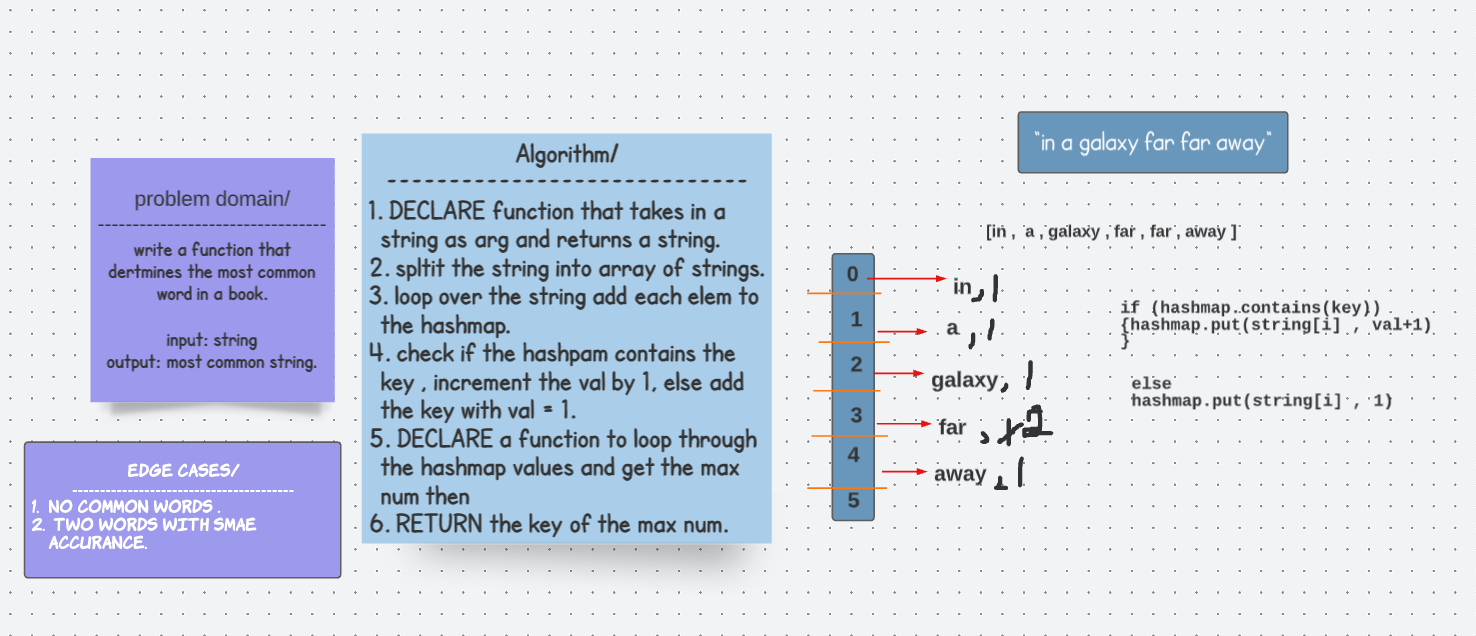 problem domain/
write a function that
dertmines the most common
word in a book.
input: string
output: most common string.
EDGE CASES/
1. NO COMMON WORDS .
2. TWO WORDS WITH SMAE
ACCURANCE.
Algorithm/
1. DECLARE function that takes in a
string as arg and returns a string.
2. spltit the string into array of strings.
3. loop over the string add each elem to
the hashmap.
4. check if the hashpam contains the
key , increment the val by 1, else add
the key with val = 1.
5. DECLARE a function to loop through
the hashmap values and get the max
num then
6. RETURN the key of the max num.
"in a galaxy far far away"
[in , a , galaxy , far , far , away ]
0 in, 1
1 a, 1
2 galaxy, 1
3 far , 1 2
4 away , 1
5
if (hashmap.contains(key))
{hashmap.put(string[i] , val+1)
}
else
hashmap.put(string[i] , 1)